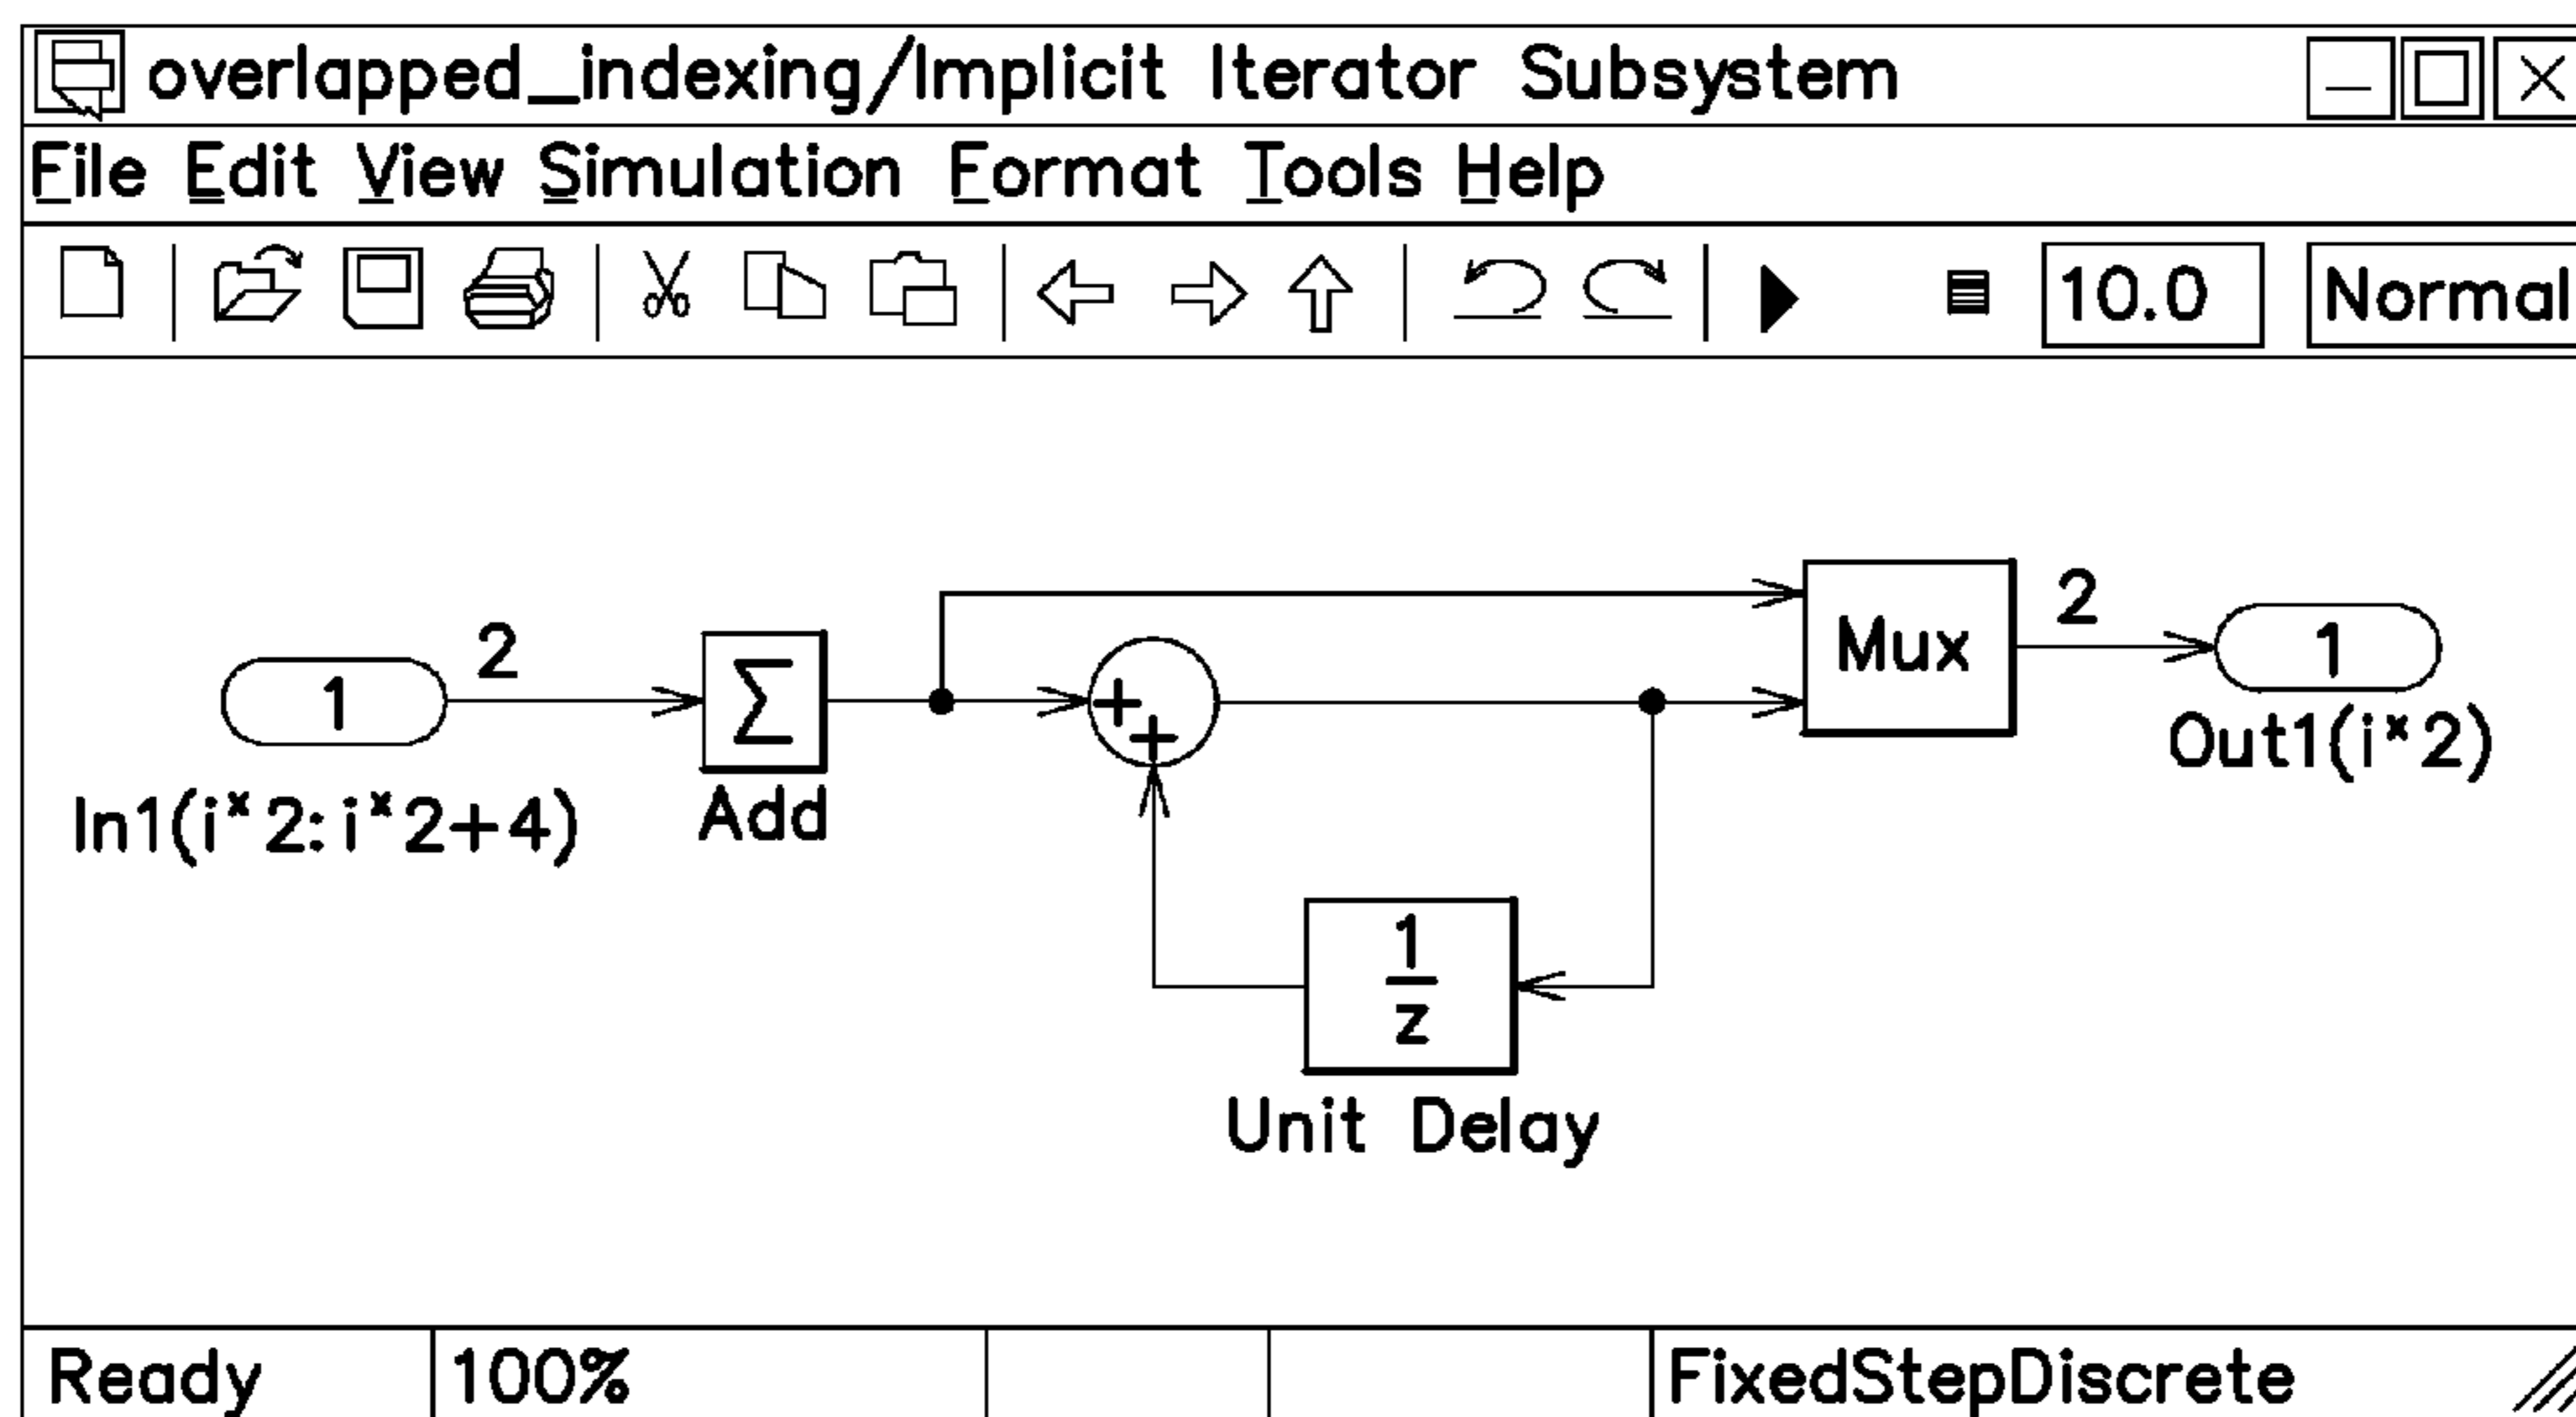 overlapped_indexing/Implicit Iterator Subsystem
File Edit View Simulation Format Tools Help
10.0 Normal
2
Mux
2
1
Σ
+
+
1
In1(i*2:i*2+4)
Add
Out1(i*2)
1
z
Unit Delay
Ready 100% FixedStepDiscrete